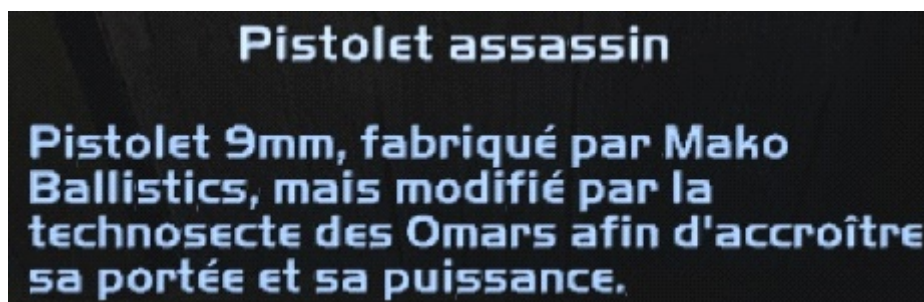 Pistolet assassin
Pistolet 9mm, fabriqué par Mako
Ballistics, mais modifié par la
technosecte des Omars afin d'accroître
sa portée et sa puissance.